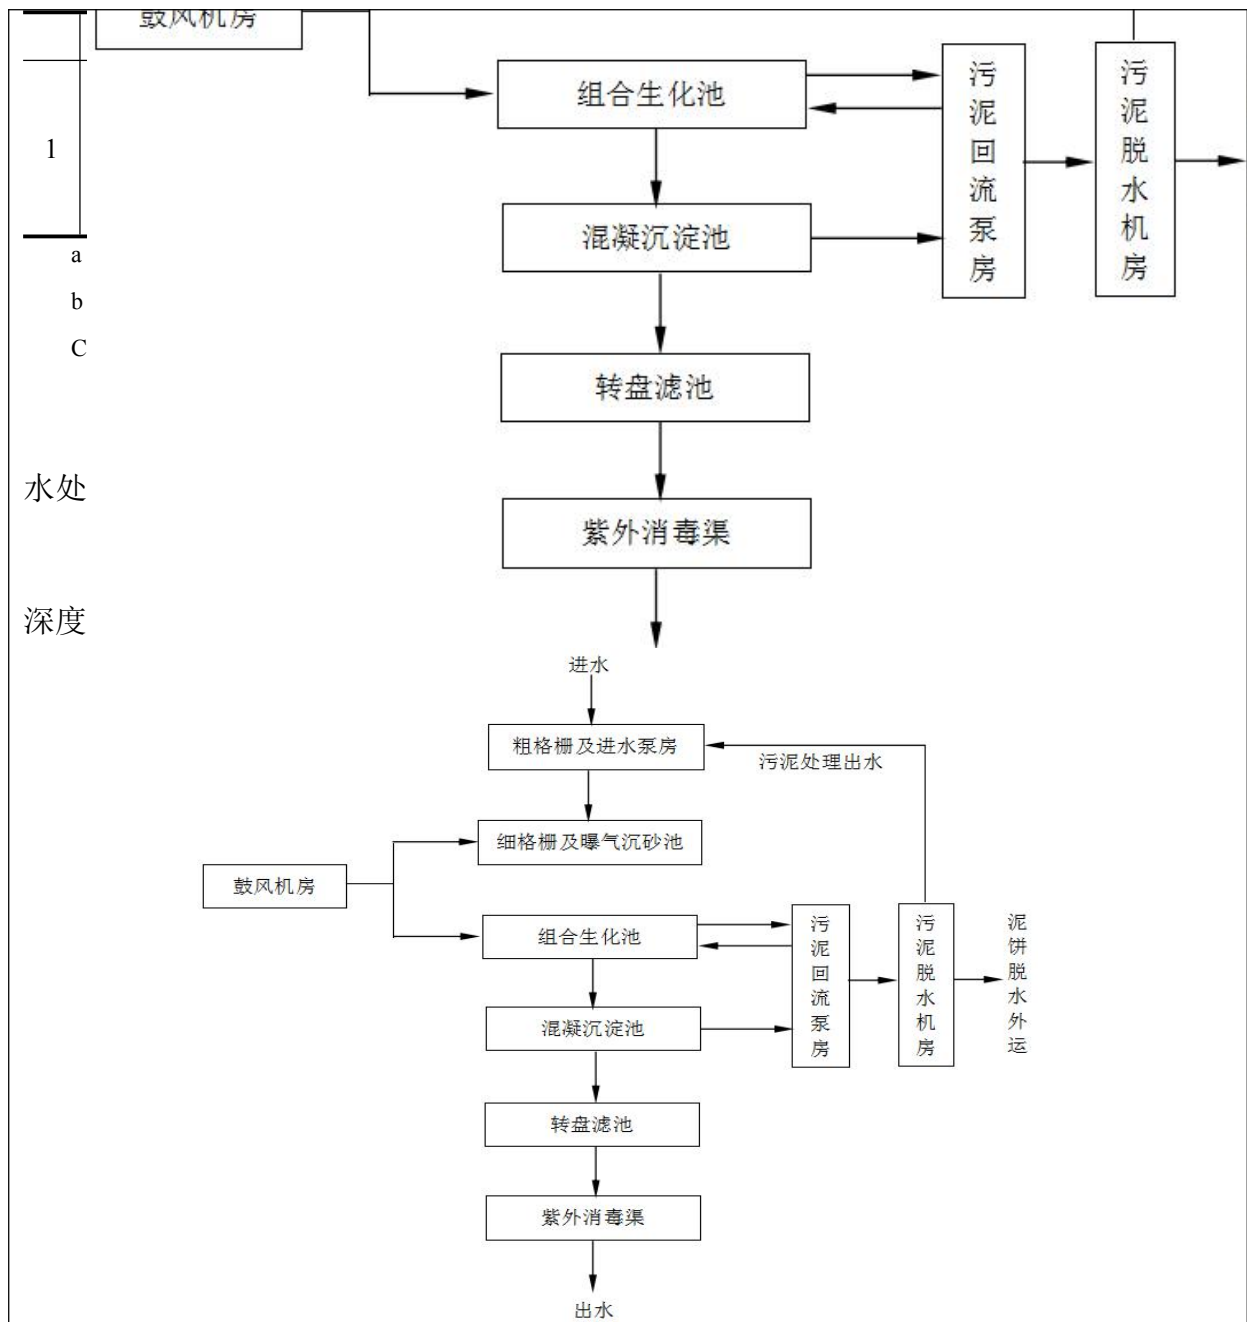 鼓风机房
组合生化池
污泥回流泵房
污泥脱水机房
1
混凝沉淀池
a
b
C
转盘滤池
水处
紫外消毒渠
深度
进水
粗格栅及进水泵房
污泥处理出水
细格栅及曝气沉砂池
鼓风机房
组合生化池
污泥回流泵房
污泥脱水机房
泥饼脱水外运
混凝沉淀池
转盘滤池
紫外消毒渠
出水